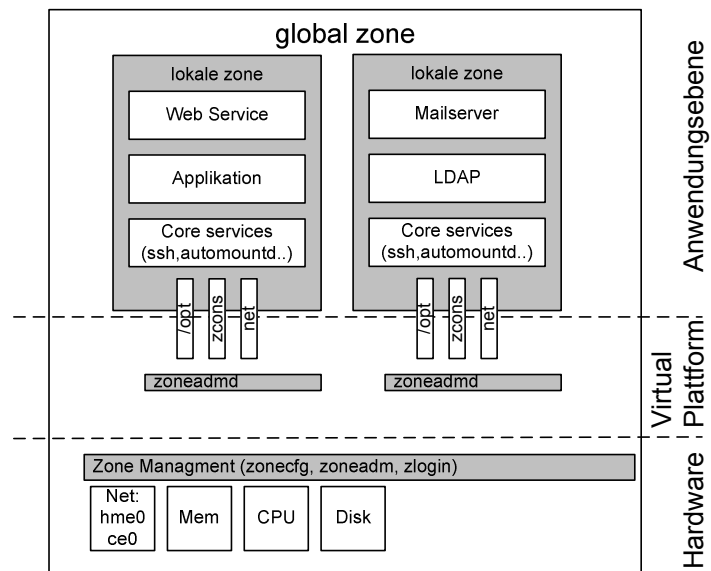 global zone
lokale zone
Web Service
Applikation
Core services
(ssh,automountd..)
/opt
zcons
net
zoneadmd
lokale zone
Mailserver
LDAP
Core services
(ssh,automountd..)
/opt
zcons
net
zoneadmd
Zone Managment (zonecfg, zoneadm, zlogin)
Net:
hme0
ce0
Mem
CPU
Disk
Anwendungsebene
Virtual
Plattform
Hardware